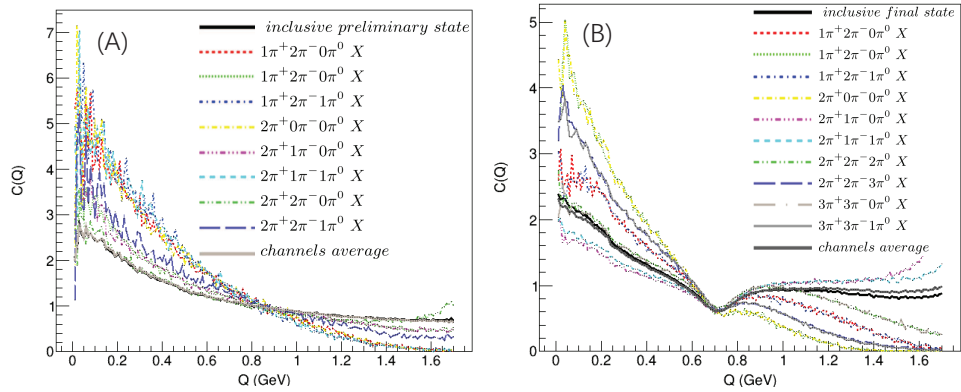 (A)
inclusive preliminary state
1π⁺2π⁻0π⁰ X
1π⁺2π⁻0π⁰ X
1π⁺2π⁻1π⁰ X
2π⁺0π⁻0π⁰ X
2π⁺1π⁻0π⁰ X
2π⁺1π⁻1π⁰ X
2π⁺2π⁻0π⁰ X
2π⁺2π⁻1π⁰ X
channels average
C(Q)
7
6
5
4
3
2
1
0
0 0.2 0.4 0.6 0.8 1 1.2 1.4 1.6
Q (GeV)
(B)
inclusive final state
1π⁺2π⁻0π⁰ X
1π⁺2π⁻0π⁰ X
1π⁺2π⁻1π⁰ X
2π⁺0π⁻0π⁰ X
2π⁺1π⁻0π⁰ X
2π⁺1π⁻1π⁰ X
2π⁺2π⁻2π⁰ X
2π⁺2π⁻3π⁰ X
3π⁺3π⁻0π⁰ X
3π⁺3π⁻1π⁰ X
channels average
C(Q)
5
4
3
2
1
0
0 0.2 0.4 0.6 0.8 1 1.2 1.4 1.6
Q (GeV)